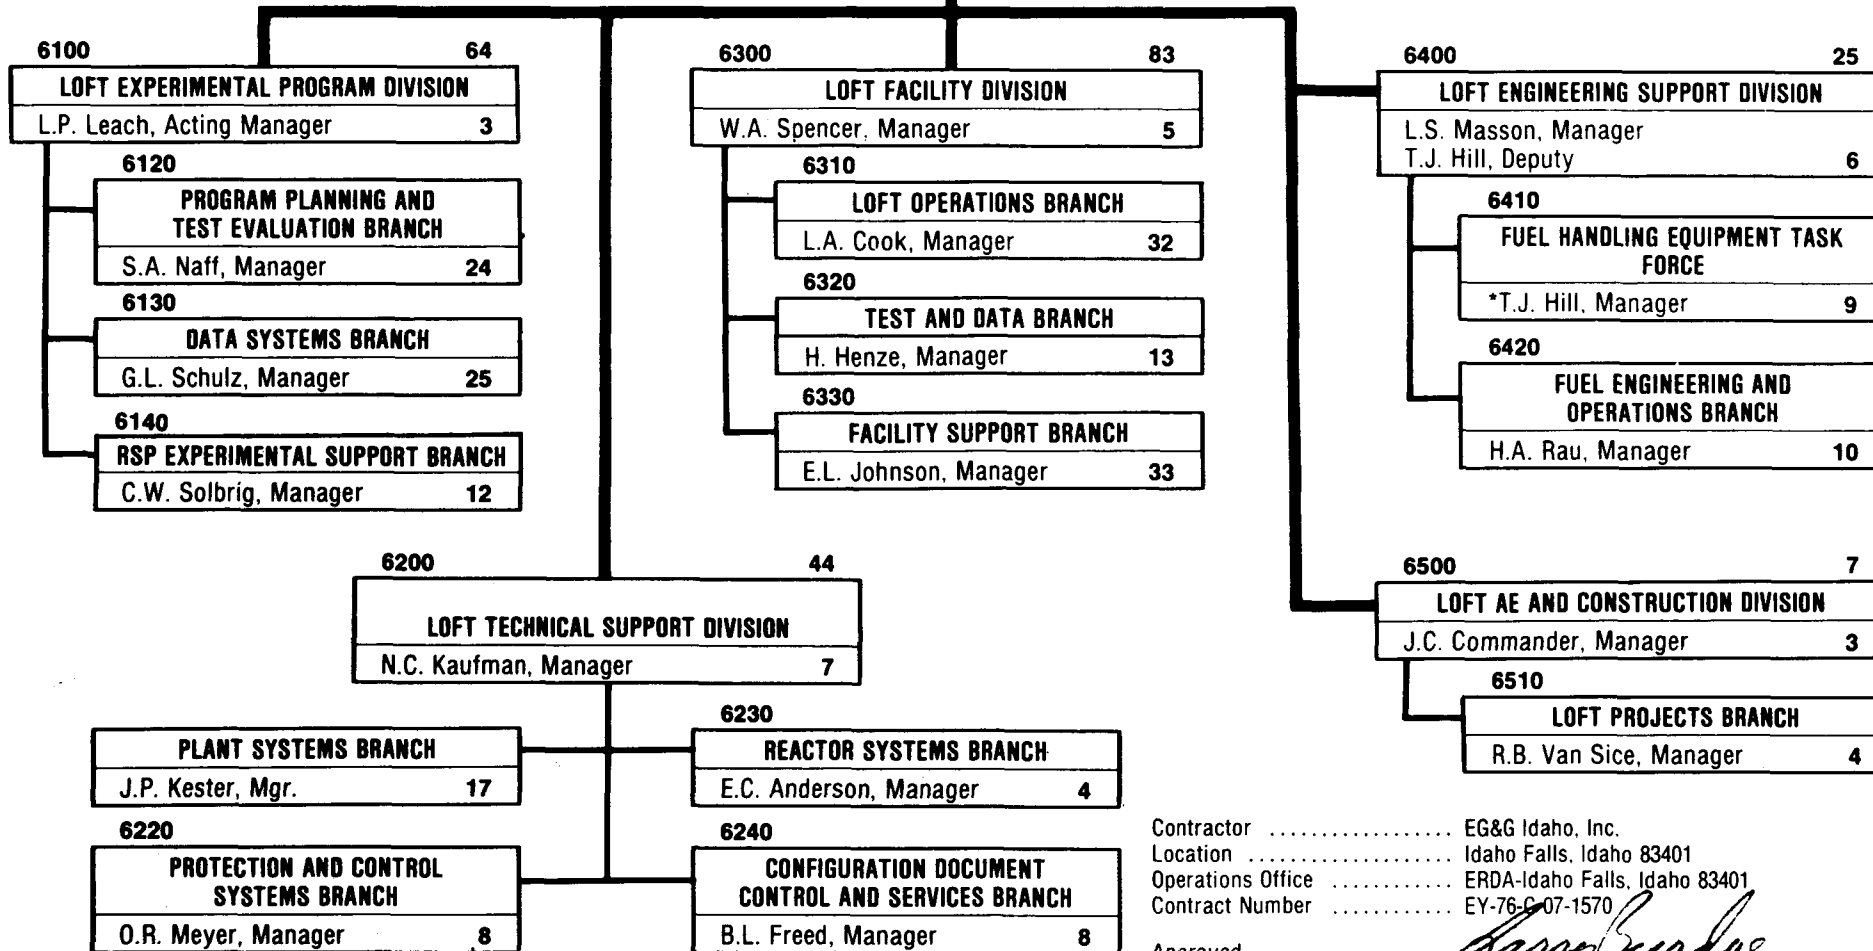 6100 64
LOFT EXPERIMENTAL PROGRAM DIVISION
L.P. Leach, Acting Manager 3
6120
PROGRAM PLANNING AND
TEST EVALUATION BRANCH
S.A. Naff, Manager 24
6130
DATA SYSTEMS BRANCH
G.L. Schulz, Manager 25
6140
RSP EXPERIMENTAL SUPPORT BRANCH
C.W. Solbrig, Manager 12
6300 83
LOFT FACILITY DIVISION
W.A. Spencer, Manager 5
6310
LOFT OPERATIONS BRANCH
L.A. Cook, Manager 32
6320
TEST AND DATA BRANCH
H. Henze, Manager 13
6330
FACILITY SUPPORT BRANCH
E.L. Johnson, Manager 33
6400 25
LOFT ENGINEERING SUPPORT DIVISION
L.S. Masson, Manager
T.J. Hill, Deputy 6
6410
FUEL HANDLING EQUIPMENT TASK
FORCE
*T.J. Hill, Manager 9
6420
FUEL ENGINEERING AND
OPERATIONS BRANCH
H.A. Rau, Manager 10
6200 44
LOFT TECHNICAL SUPPORT DIVISION
N.C. Kaufman, Manager 7
PLANT SYSTEMS BRANCH
J.P. Kester, Mgr. 17
6220
PROTECTION AND CONTROL
SYSTEMS BRANCH
O.R. Meyer, Manager 8
6230
REACTOR SYSTEMS BRANCH
E.C. Anderson, Manager 4
6240
CONFIGURATION DOCUMENT
CONTROL AND SERVICES BRANCH
B.L. Freed, Manager 8
6500 7
LOFT AE AND CONSTRUCTION DIVISION
J.C. Commander, Manager 3
6510
LOFT PROJECTS BRANCH
R.B. Van Sice, Manager 4
Contractor .................. EG&G Idaho, Inc.
Location .................... Idaho Falls, Idaho 83401
Operations Office ............ ERDA-Idaho Falls, Idaho 83401
Contract Number ............ EY-76-C-07-1570
Approved